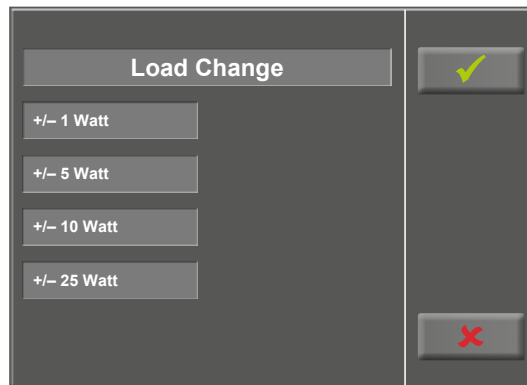 Load Change
+/– 1 Watt
+/– 5 Watt
+/– 10 Watt
+/– 25 Watt